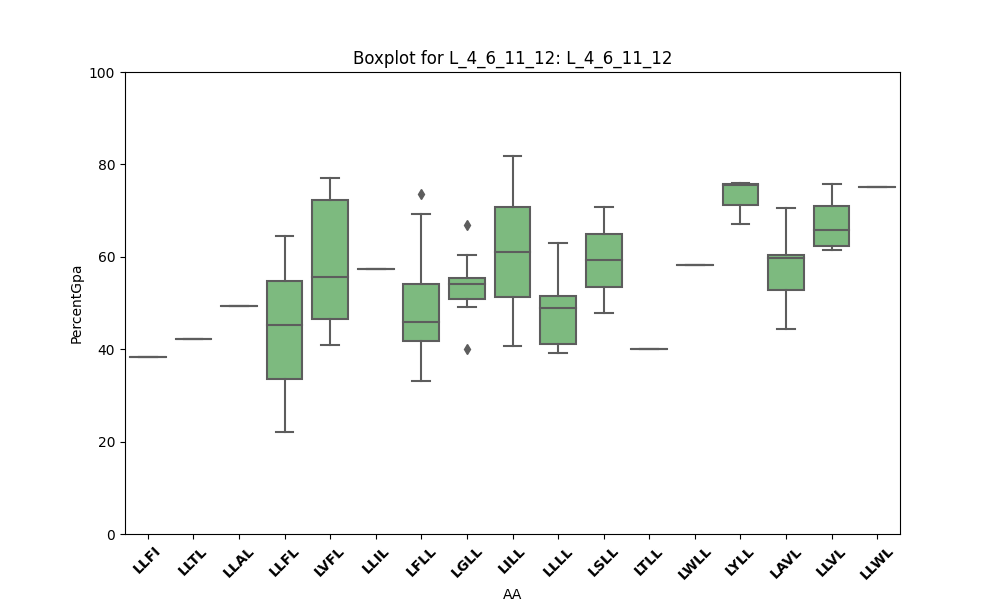 Boxplot for L_4_6_11_12: L_4_6_11_12
PercentGpa
100
80
60
40
20
0
LLFI
LLTL
LLAL
LLFL
LVFL
LLIL
LFLL
LGLL
LILL
LLLL
LSLL
LTLL
LWLL
LYLL
LAVL
LLVL
LLWL
AA